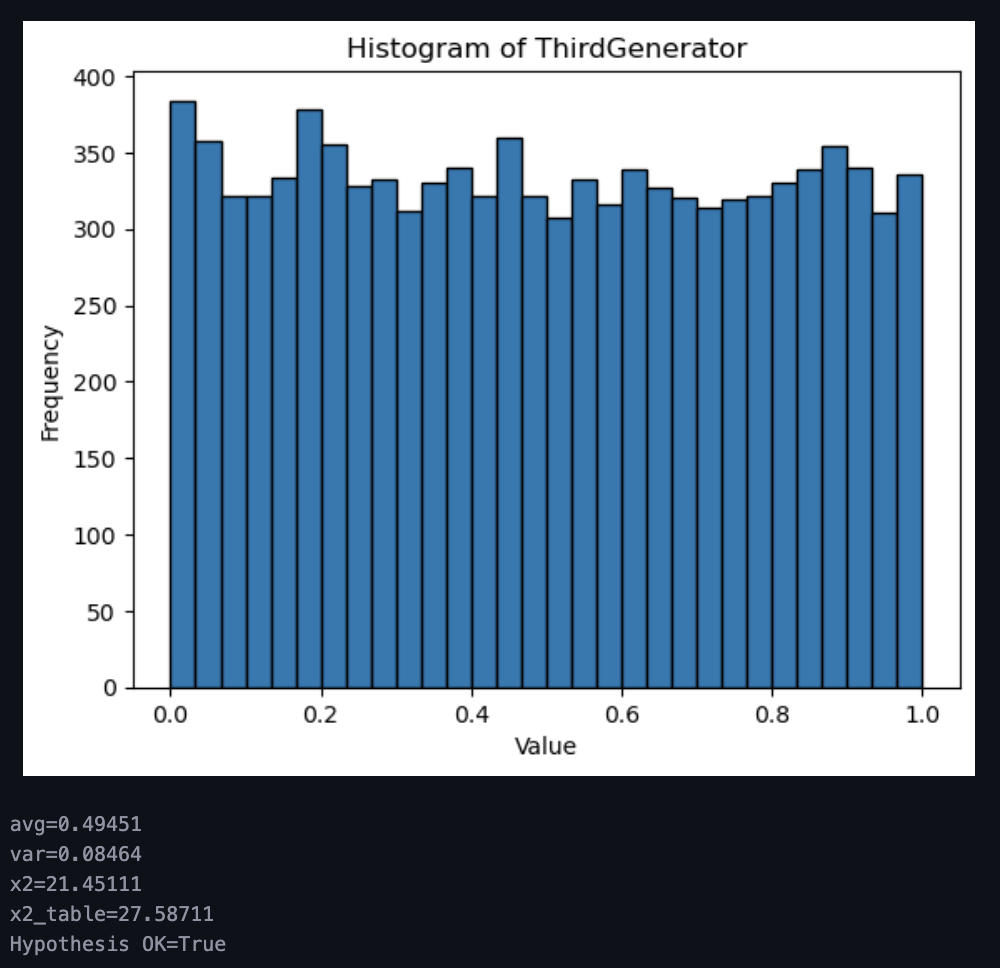 Histogram of ThirdGenerator
400
350
300
250
200
150
100
50
0
Frequency
0.0 0.2 0.4 0.6 0.8 1.0
Value
avg=0.49451
var=0.08464
x2=21.45111
x2_table=27.58711
Hypothesis OK=True